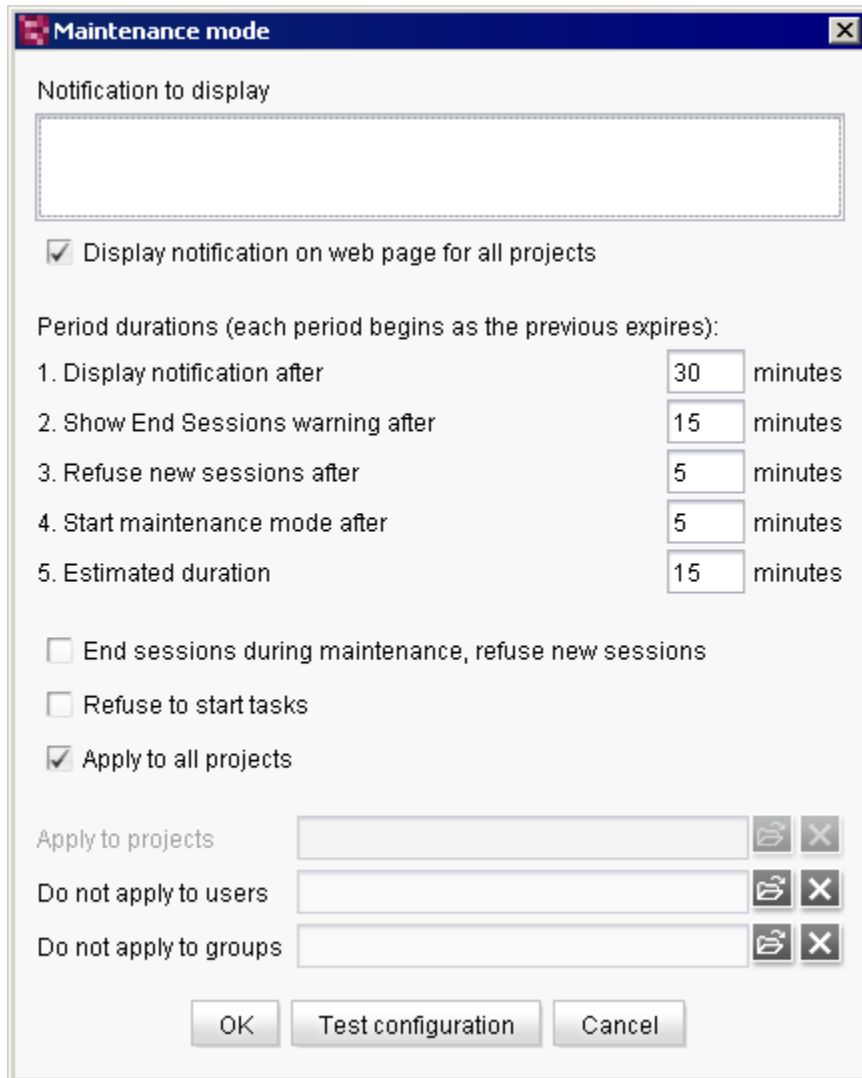 Maintenance mode
Notification to display
Display notification on web page for all projects
Period durations (each period begins as the previous expires):
1. Display notification after 30 minutes
2. Show End Sessions warning after 15 minutes
3. Refuse new sessions after 5 minutes
4. Start maintenance mode after 5 minutes
5. Estimated duration 15 minutes
End sessions during maintenance, refuse new sessions
Refuse to start tasks
Apply to all projects
Apply to projects
Do not apply to users
Do not apply to groups
OK Test configuration Cancel